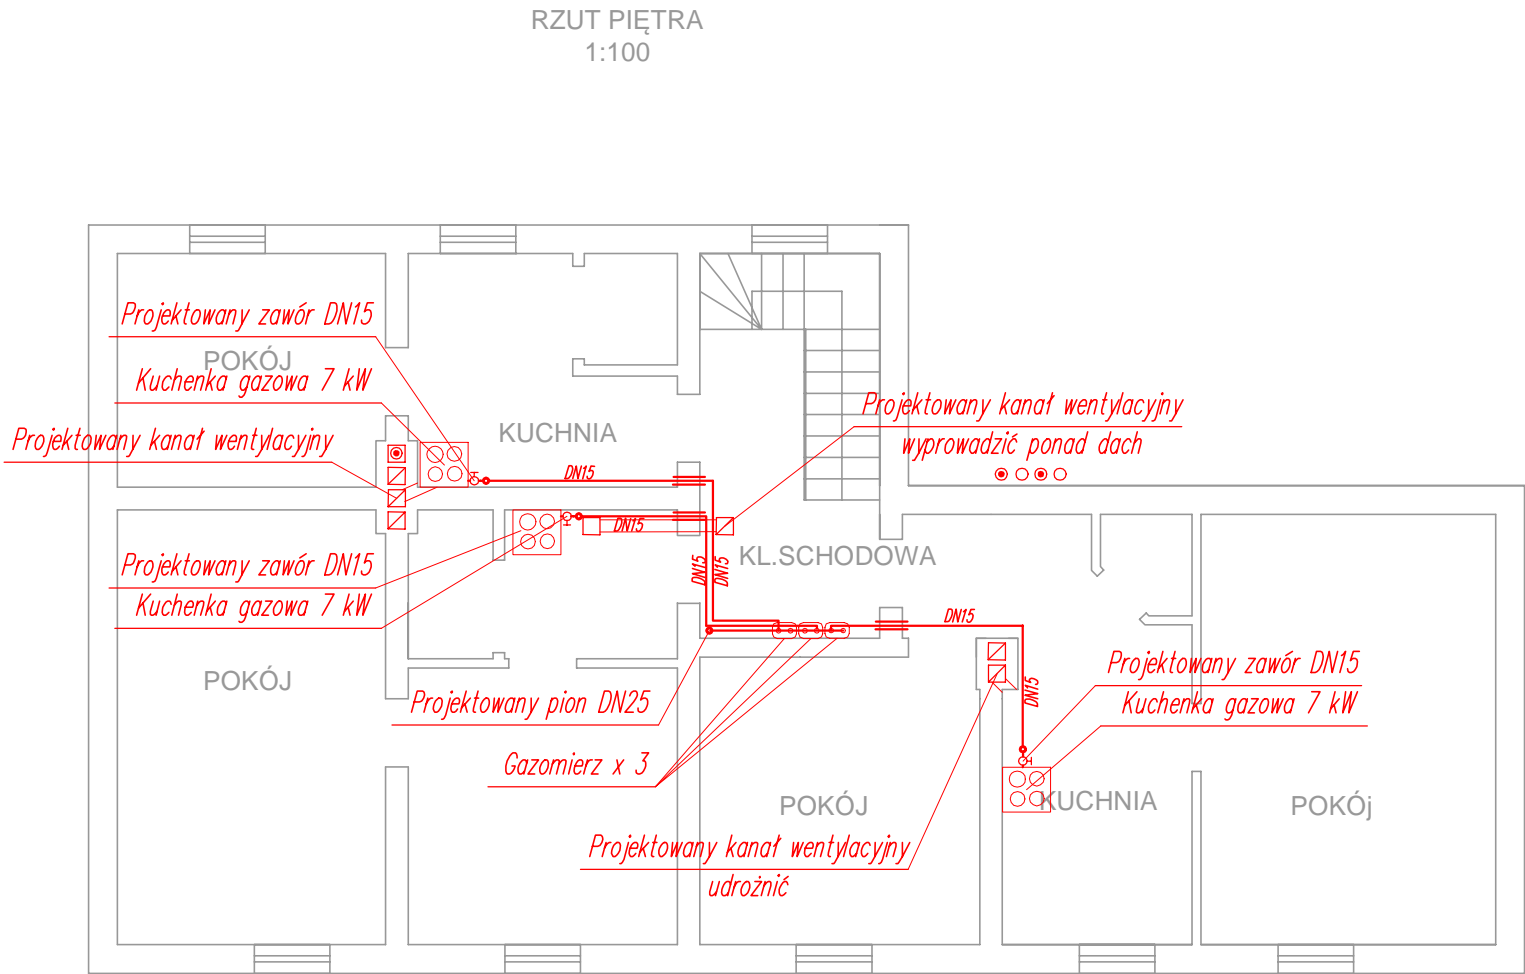 RZUT PIĘTRA
1:100
Projektowany zawór DN15
POKÓJ
Kuchenka gazowa 7 kW
Projektowany kanał wentylacyjny
KUCHNIA
Projektowany kanał wentylacyjny
wyprowadzić ponad dach
DN15
DN15
KL.SCHODOWA
DN15
DN15
Projektowany zawór DN15
Kuchenka gazowa 7 kW
DN15
POKÓJ
Projektowany pion DN25
Gazomierz x 3
DN15
Projektowany zawór DN15
Kuchenka gazowa 7 kW
POKÓJ
KUCHNIA
POKÓj
Projektowany kanał wentylacyjny
udrożnić